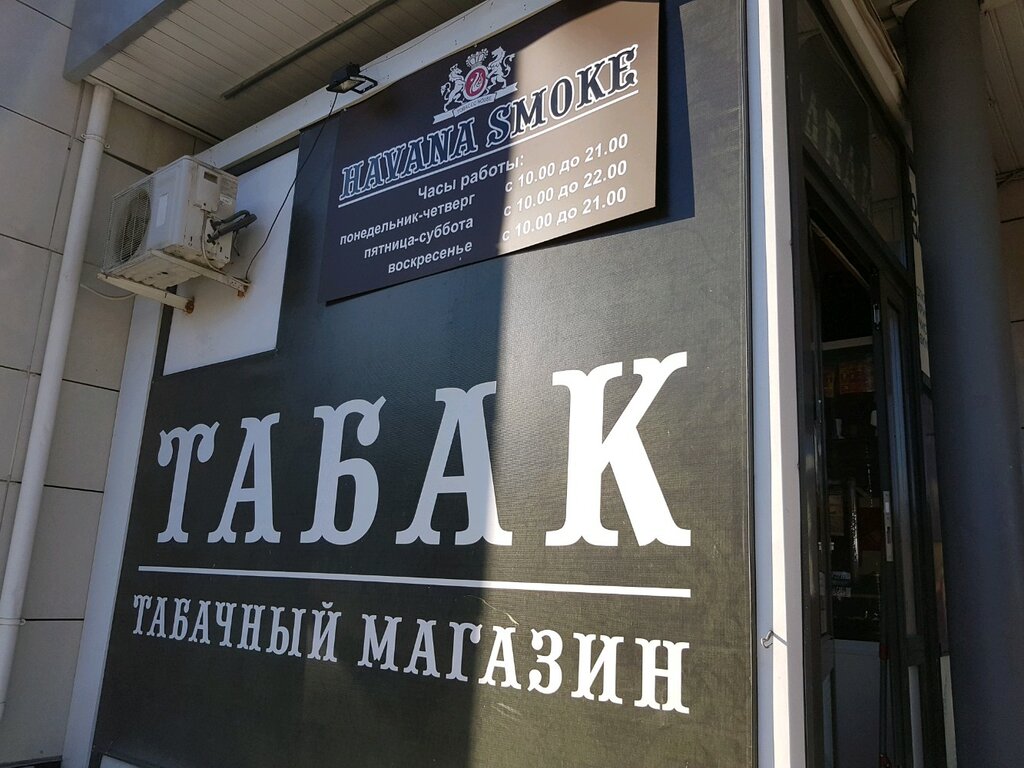 HAVANA SMOKE
Часы работы:
понедельник-четверг с 10.00 до 21.00
пятница-суббота с 10.00 до 22.00
воскресенье с 10.00 до 21.00
ТАБАК
ТАБАЧНЫЙ МАГАЗИН